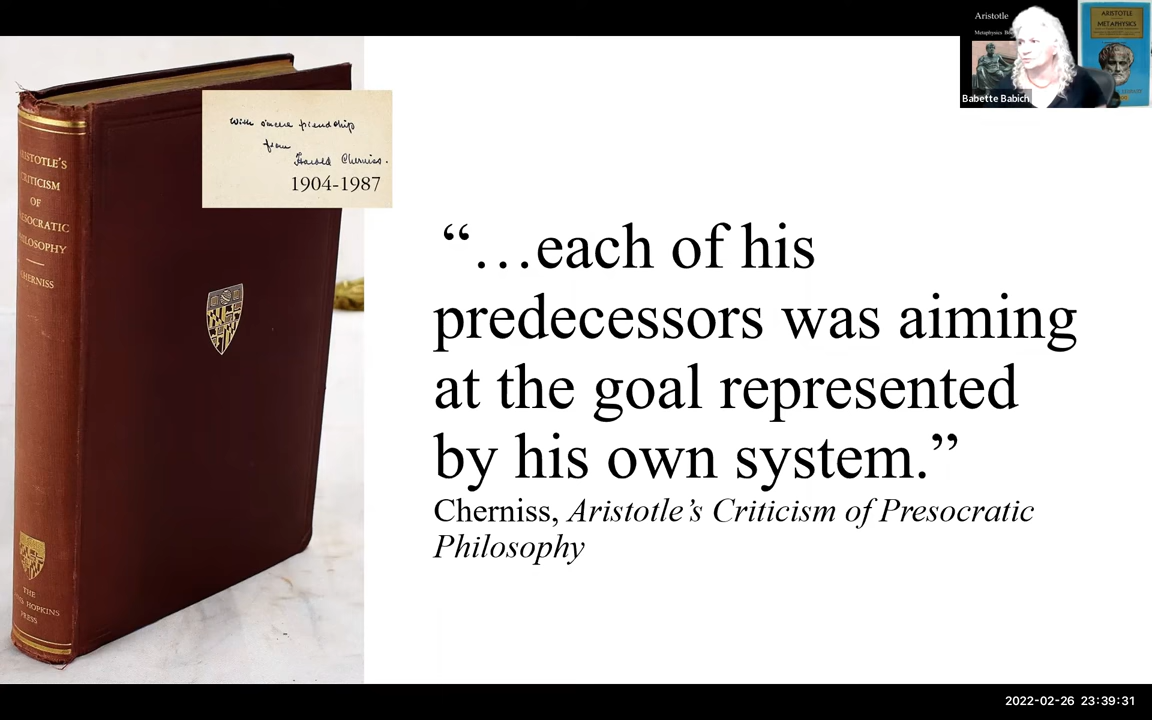 Aristotle
ARISTOTLE
METAPHYSICS
Babette Babich
With sincere friendship
from
Harold Cherniss.
1904-1987
ARISTOTLE'S
CRITICISM
OF
PRESOCRATIC
PHILOSOPHY
CHERNISS
THE
JOHNS HOPKINS
PRESS
“…each of his
predecessors was aiming
at the goal represented
by his own system.”
Cherniss, Aristotle’s Criticism of Presocratic
Philosophy
2022-02-26 23:39:31